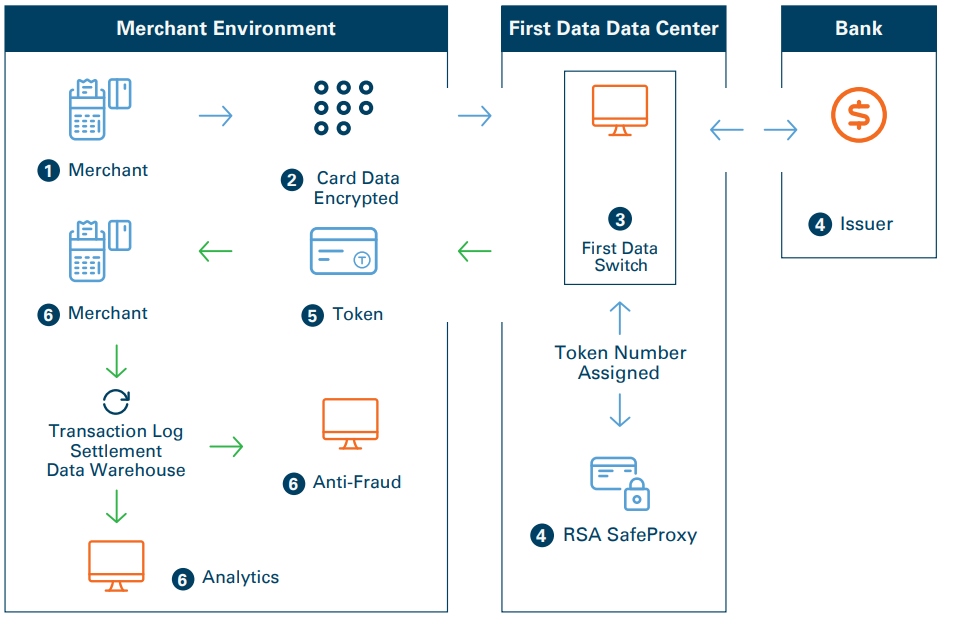 Merchant Environment
First Data Data Center
Bank
1 Merchant
2 Card Data
Encrypted
3
First Data
Switch
4 Issuer
6 Merchant
5 Token
T
Token Number
Assigned
Transaction Log
Settlement
Data Warehouse
6 Anti-Fraud
4 RSA SafeProxy
6 Analytics
$